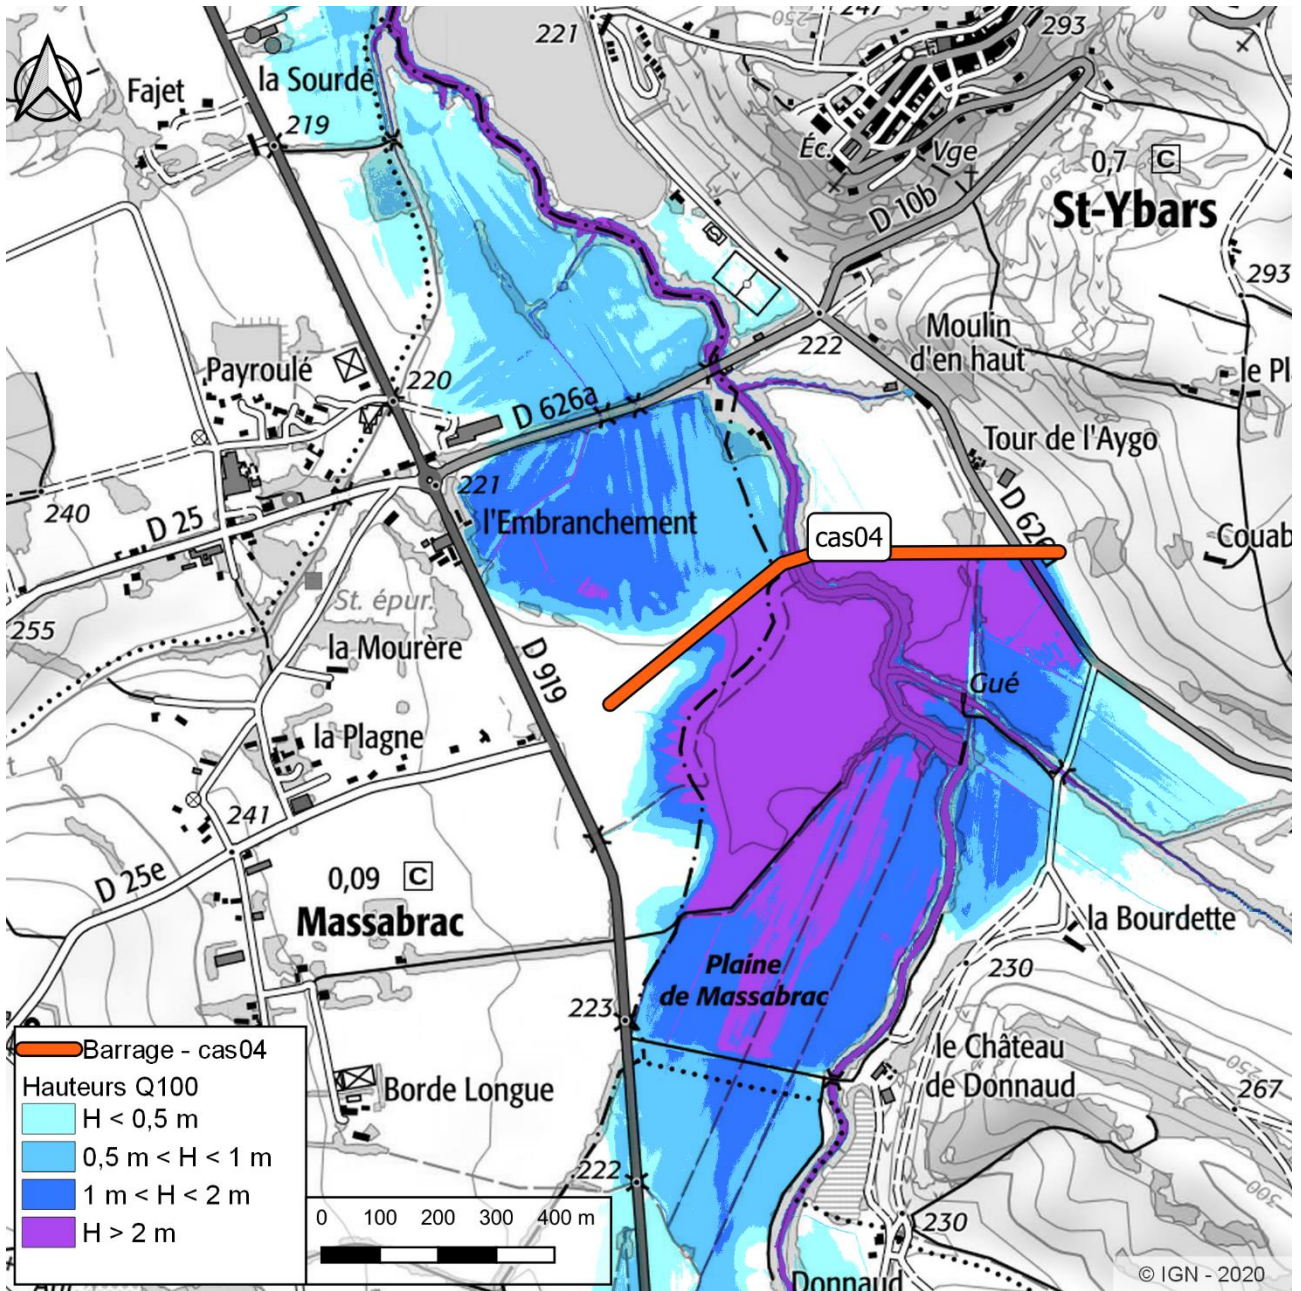 221
247
293
la Sourde
Fajet
219
Éc.
Vge
0,7 C
D 10b
St-Ybars
293
222
Moulin
d'en haut
Payroulé
220
le Pl
D 626a
Tour de l'Aygo
240
D 25
221
l'Embranchement
D 626
cas04
Couab
St. épur.
255
la Mourère
D 919
Gué
la Plagne
241
D 25e
0,09 C
Massabrac
la Bourdette
Plaine
de Massabrac
230
223
le Château
de Donnaud
Borde Longue
267
222
230
Donnaud
Barrage - cas04
Hauteurs Q100
H < 0,5 m
0,5 m < H < 1 m
1 m < H < 2 m
H > 2 m
0 100 200 300 400 m
250
300
© IGN - 2020